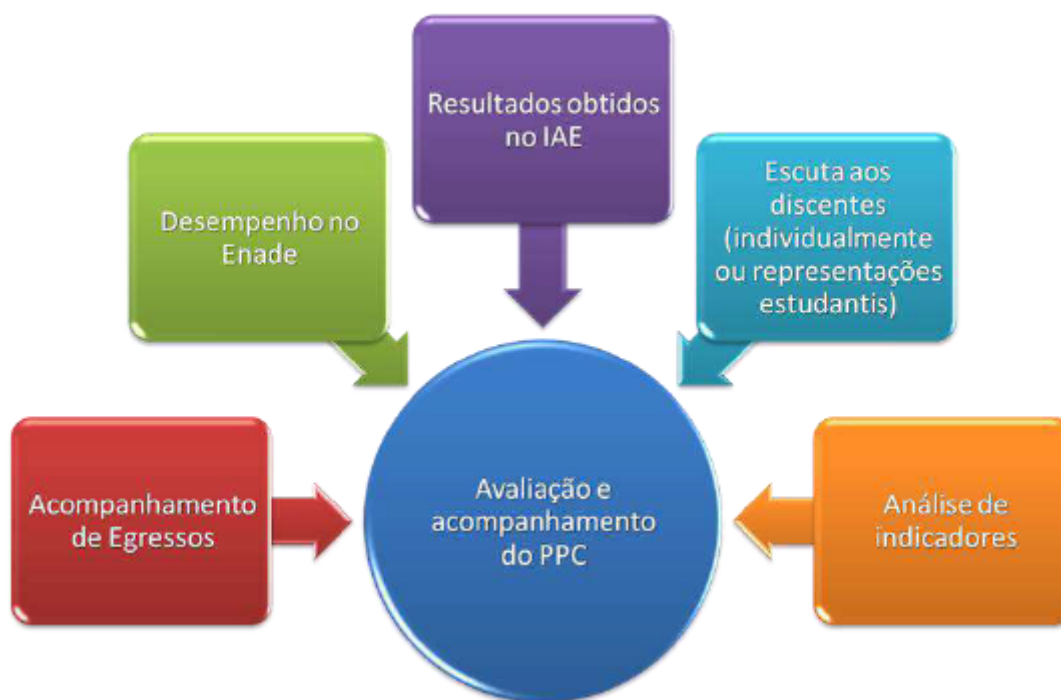 Resultados obtidos
no IAE
Desempenho no
Enade
Escuta aos
discentes
(individualmente
ou representações
estudantis)
Acompanhamento
de Egressos
Avaliação e
acompanhamento
do PPC
Análise de
indicadores